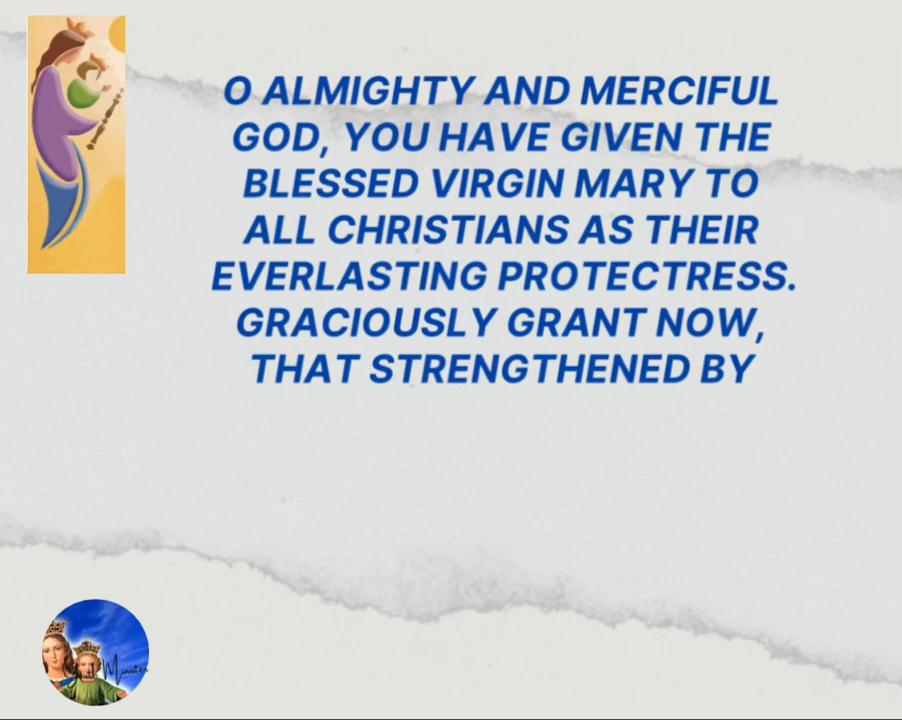 O ALMIGHTY AND MERCIFUL
GOD, YOU HAVE GIVEN THE
BLESSED VIRGIN MARY TO
ALL CHRISTIANS AS THEIR
EVERLASTING PROTECTRESS.
GRACIOUSLY GRANT NOW,
THAT STRENGTHENED BY